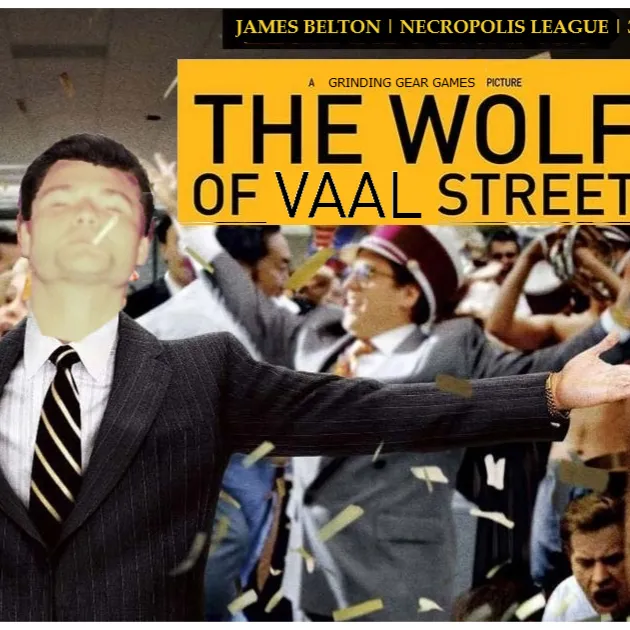 JAMES BELTON | NECROPOLIS LEAGUE |
A GRINDING GEAR GAMES PICTURE
THE WOLF
OF VAAL STREET